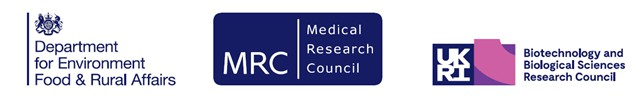 Department
for Environment
Food & Rural Affairs
MRC
Medical
Research
Council
UK
RI
Biotechnology and
Biological Sciences
Research Council